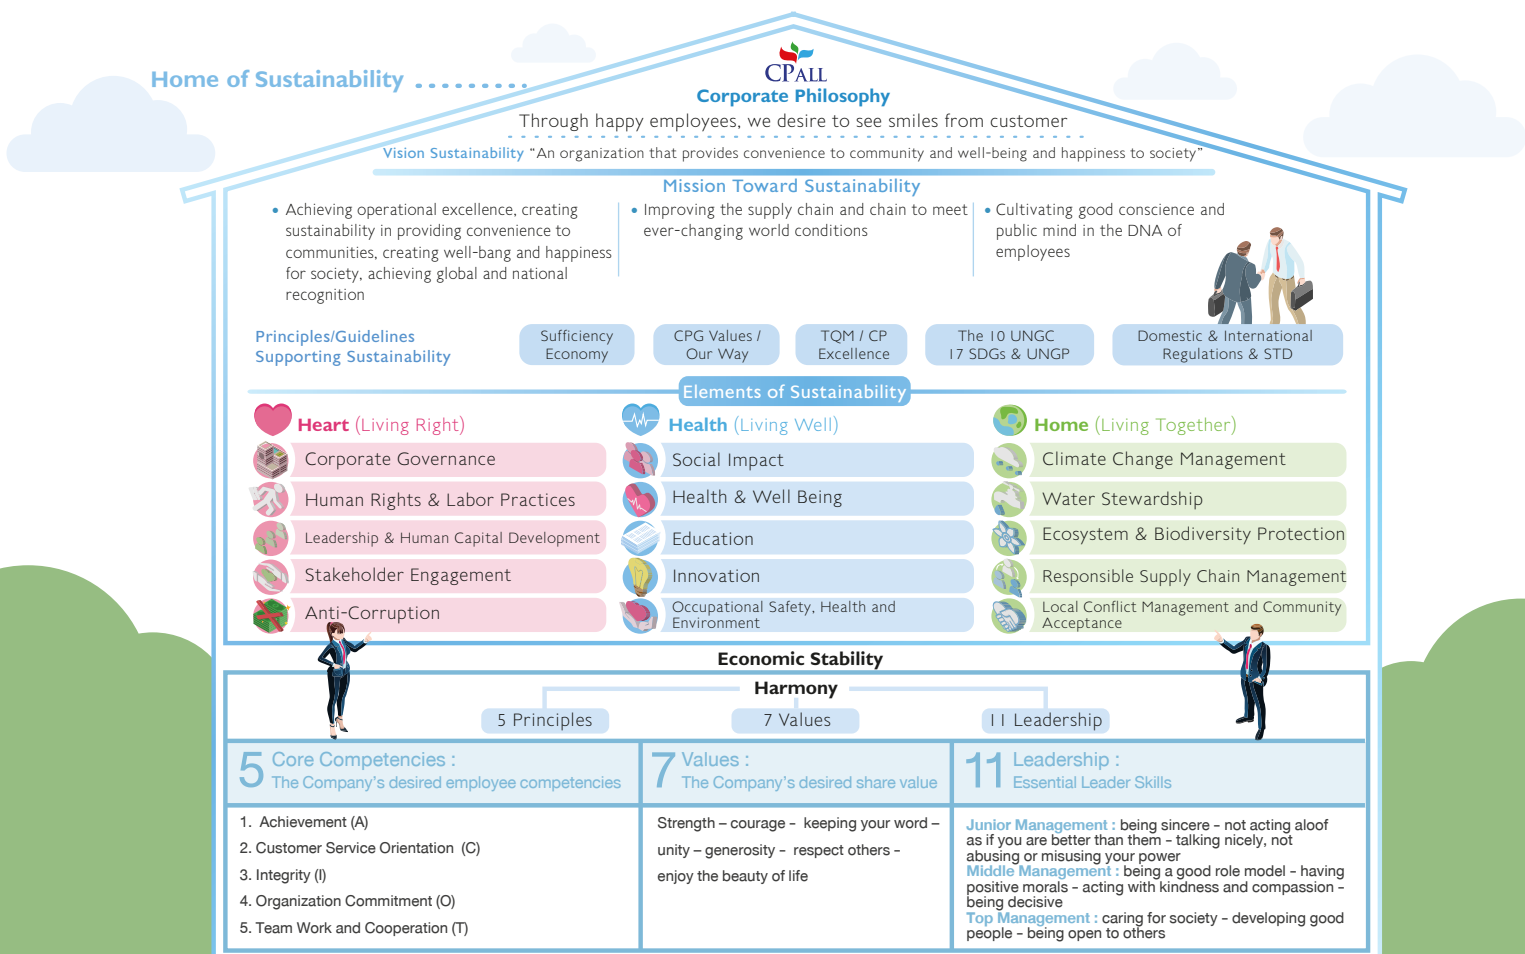 Home of Sustainability
CPALL
Corporate Philosophy
Through happy employees, we desire to see smiles from customer
Vision Sustainability “An organization that provides convenience to community and well-being and happiness to society”
Mission Toward Sustainability
• Achieving operational excellence, creating
sustainability in providing convenience to
communities, creating well-bang and happiness
for society, achieving global and national
recognition
• Improving the supply chain and chain to meet
ever-changing world conditions
• Cultivating good conscience and
public mind in the DNA of
employees
Principles/Guidelines
Supporting Sustainability
Sufficiency
Economy
CPG Values /
Our Way
TQM / CP
Excellence
The 10 UNGC
17 SDGs & UNGP
Domestic & International
Regulations & STD
Elements of Sustainability
Heart (Living Right)
Corporate Governance
Human Rights & Labor Practices
Leadership & Human Capital Development
Stakeholder Engagement
Anti-Corruption
Health (Living Well)
Social Impact
Health & Well Being
Education
Innovation
Occupational Safety, Health and
Environment
Home (Living Together)
Climate Change Management
Water Stewardship
Ecosystem & Biodiversity Protection
Responsible Supply Chain Management
Local Conflict Management and Community
Acceptance
Economic Stability
Harmony
5 Principles
7 Values
11 Leadership
5 Core Competencies :
The Company's desired employee competencies
1. Achievement (A)
2. Customer Service Orientation (C)
3. Integrity (I)
4. Organization Commitment (O)
5. Team Work and Cooperation (T)
7 Values :
The Company's desired share value
Strength – courage - keeping your word –
unity – generosity - respect others -
enjoy the beauty of life
11 Leadership :
Essential Leader Skills
Junior Management : being sincere - not acting aloof
as if you are better than them - talking nicely, not
abusing or misusing your power
Middle Management : being a good role model - having
positive morals - acting with kindness and compassion -
being decisive
Top Management : caring for society - developing good
people - being open to others